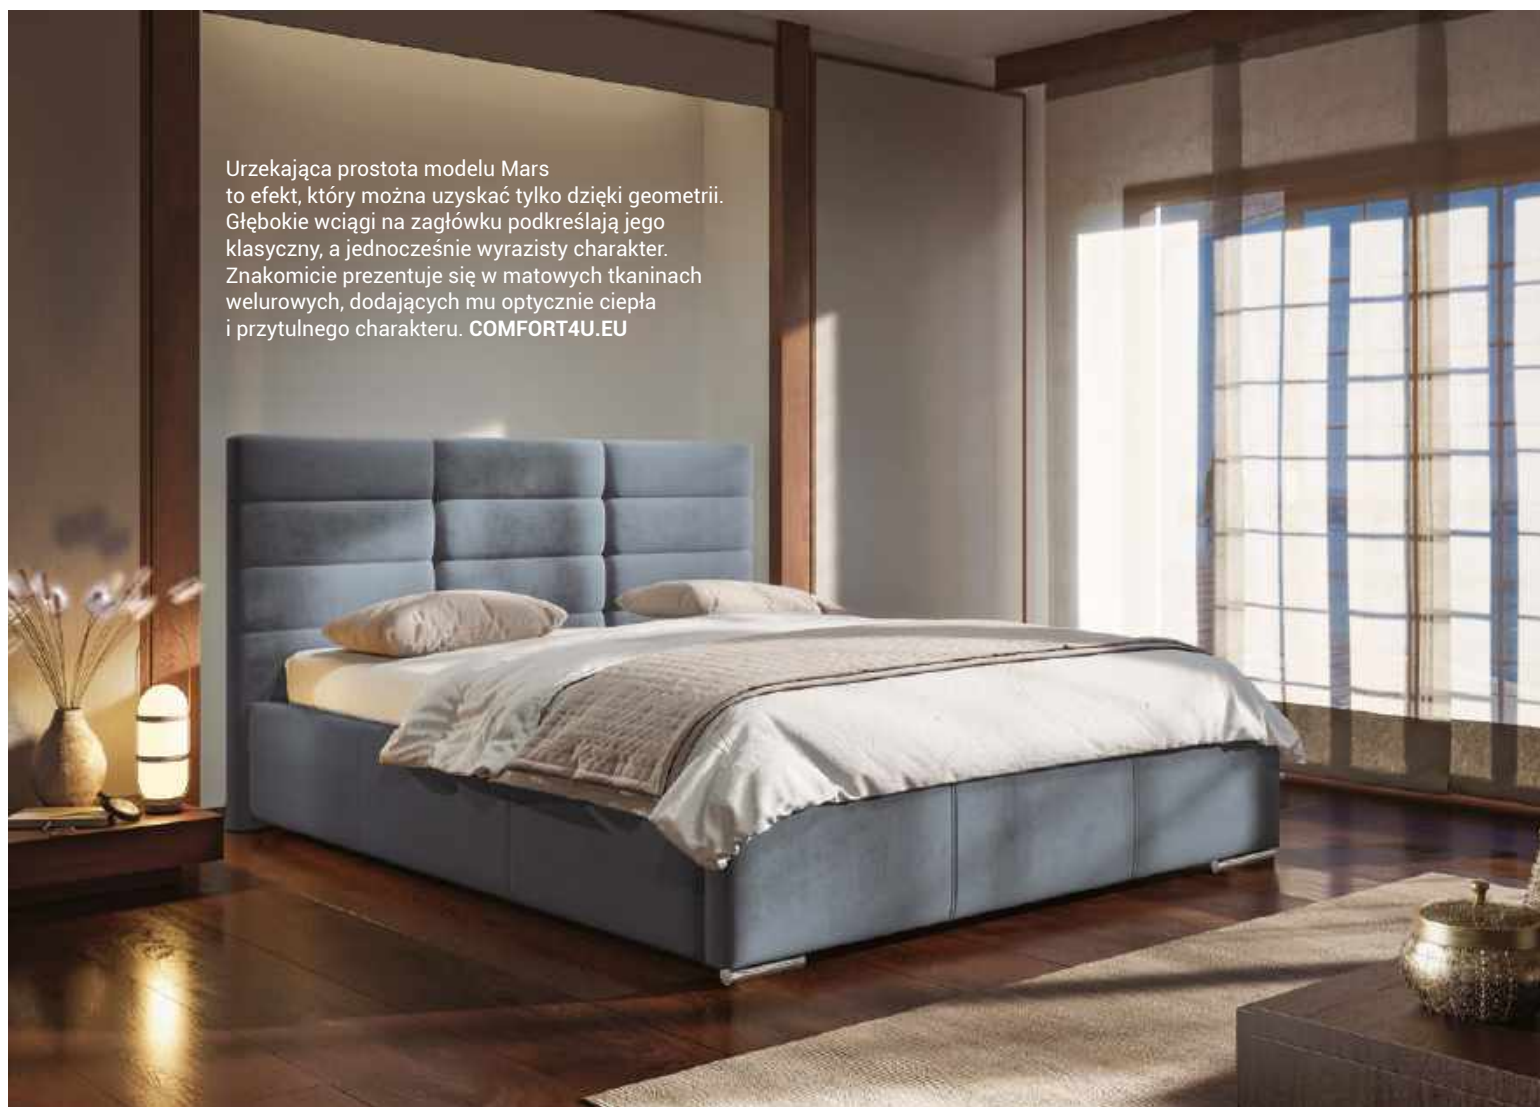 Urzekająca prostota modelu Mars
to efekt, który można uzyskać tylko dzięki geometrii.
Głębokie wciągi na zagłówku podkreślają jego
klasyczny, a jednocześnie wyrazisty charakter.
Znakomicie prezentuje się w matowych tkaninach
welurowych, dodających mu optycznie ciepła
i przytulnego charakteru. COMFORT4U.EU